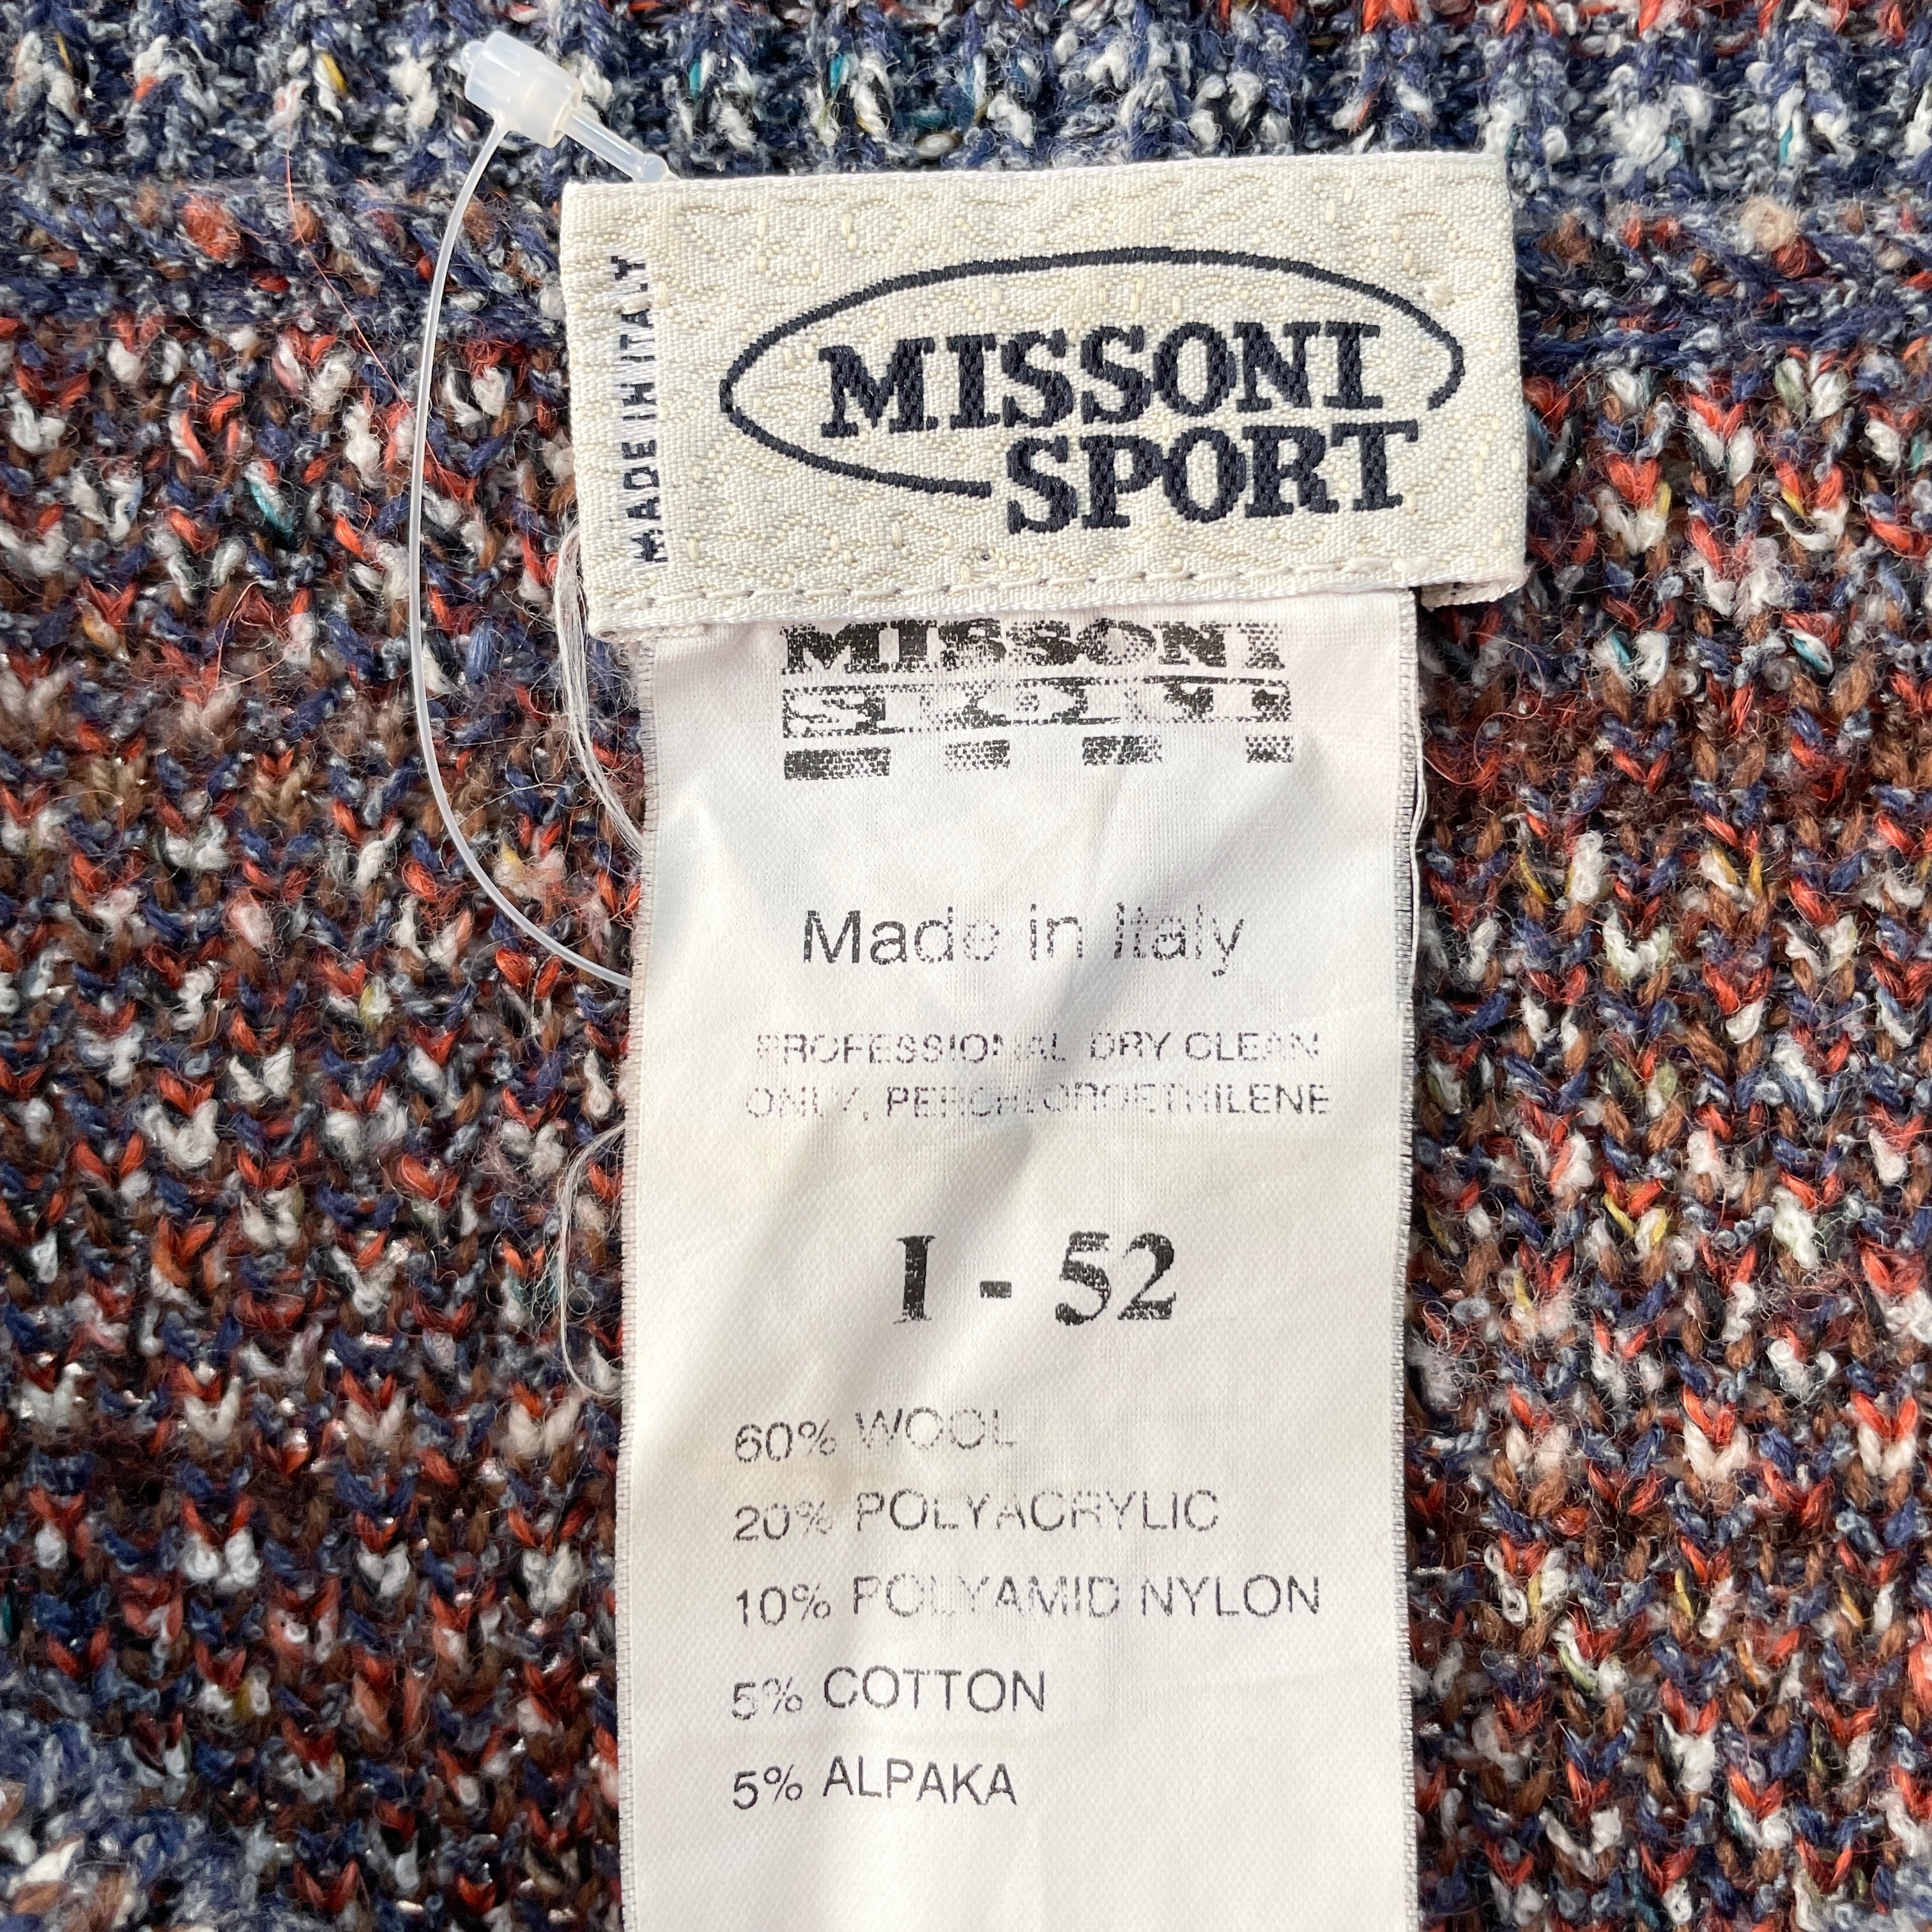 MADE IN ITALY
MISSONI
SPORT
MISSONI
Made in Italy
PROFESSIONAL DRY CLEAN
ONLY, PERCHLOROETHILENE
I - 52
60% WOOL
20% POLYACRYLIC
10% POLYAMID NYLON
5% COTTON
5% ALPAKA